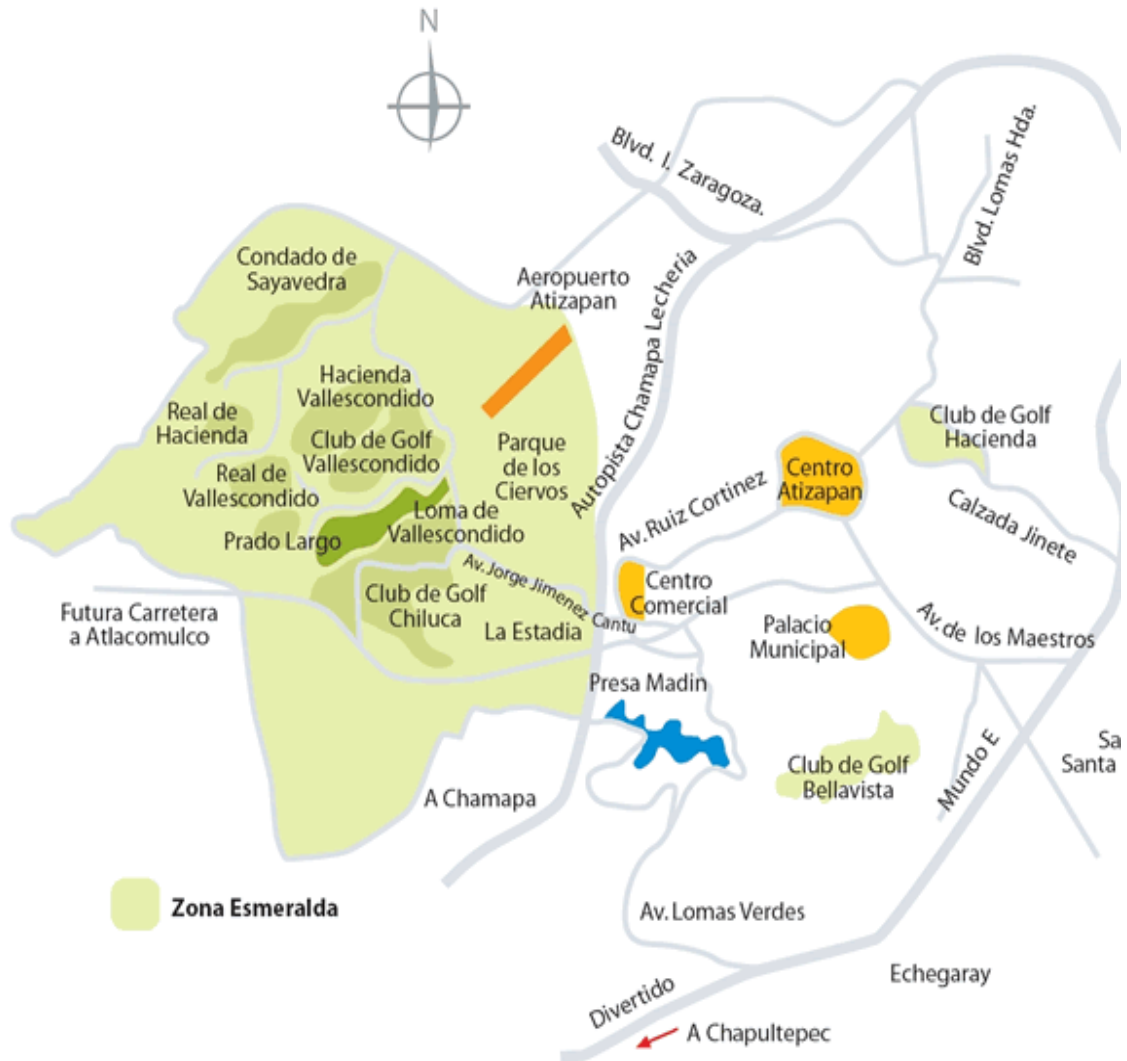 N
Blvd. I. Zaragoza.
Blvd. Lomas Hda.
Condado de
Sayavedra
Aeropuerto
Atizapan
Autopista Chamapa Lechería
Hacienda
Vallescondido
Real de
Hacienda
Club de Golf
Vallescondido
Parque
de los
Ciervos
Club de Golf
Hacienda
Centro
Atizapan
Real de
Vallescondido
Av. Ruiz Cortinez
Calzada Jinete
Loma de
Vallescondido
Prado Largo
Av. Jorge Jimenez Cantu
Centro
Comercial
Futura Carretera
a Atlacomulco
Club de Golf
Chiluca
La Estadia
Palacio
Municipal
Av. de los Maestros
Presa Madin
Sa
Santa
Club de Golf
Bellavista
Mundo E
A Chamapa
Zona Esmeralda
Av. Lomas Verdes
Echegaray
Divertido
A Chapultepec